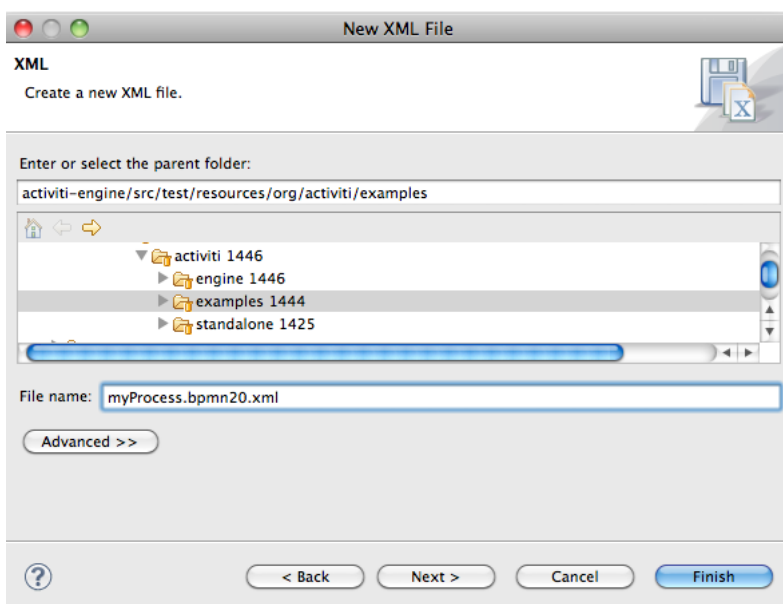 New XML File
XML
Create a new XML file.
X
Enter or select the parent folder:
activiti-engine/src/test/resources/org/activiti/examples
activiti 1446
engine 1446
examples 1444
standalone 1425
File name: myProcess.bpmn20.xml
Advanced >>
? < Back Next > Cancel Finish